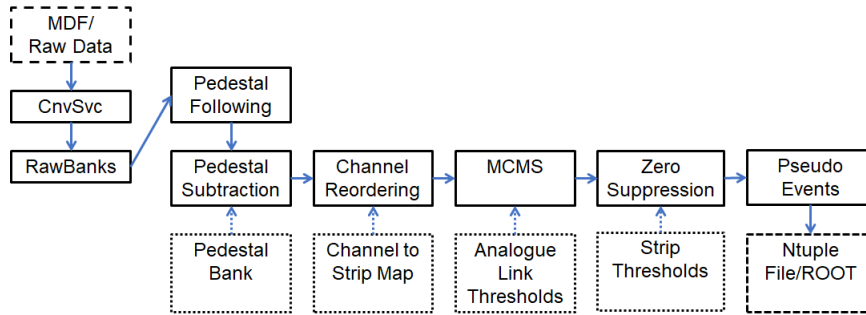 MDF/
Raw Data
CnvSvc
RawBanks
Pedestal
Following
Pedestal
Subtraction
Channel
Reordering
MCMS
Zero
Suppression
Pseudo
Events
Pedestal
Bank
Channel to
Strip Map
Analogue
Link
Thresholds
Strip
Thresholds
Ntuple
File/ROOT